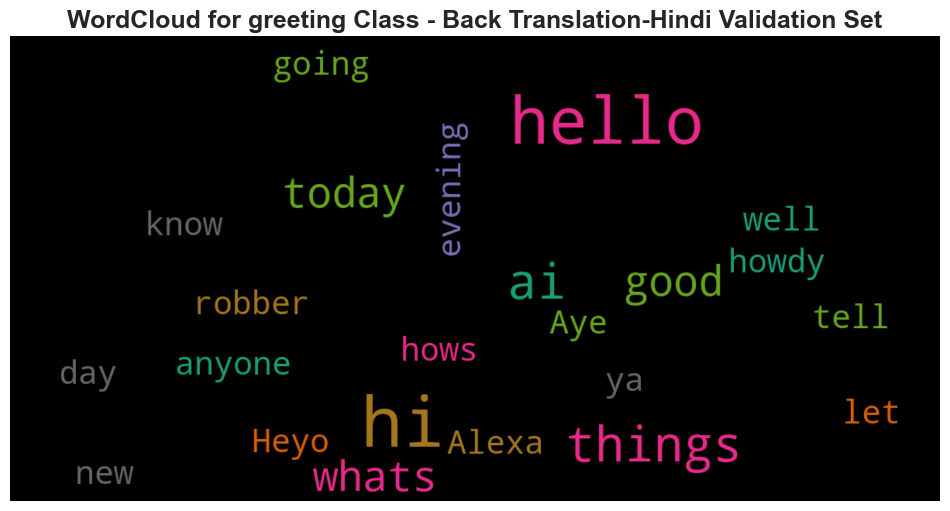 WordCloud for greeting Class - Back Translation-Hindi Validation Set
going
hello
evening
today
know
well
howdy
ai
good
robber
Aye
tell
hows
anyone
day
ya
let
hi
Heyo
Alexa
things
new
whats